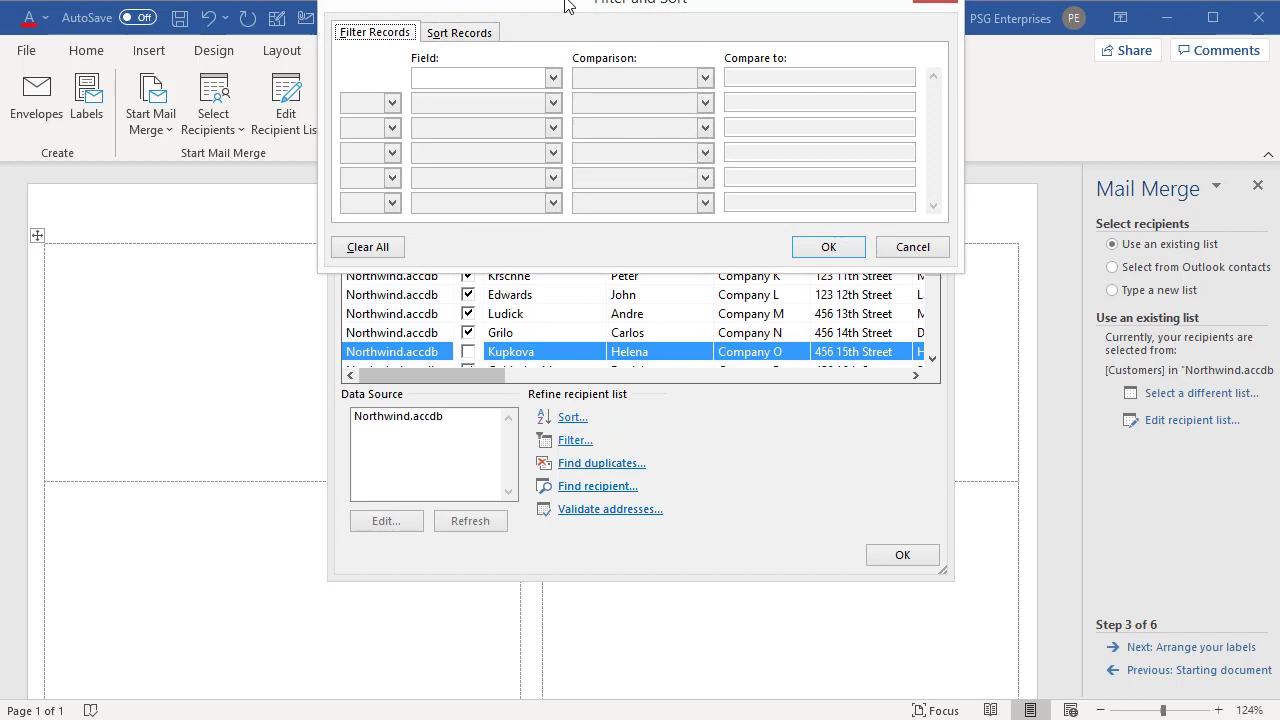 Filter and Sort
AutoSave Off
PSG Enterprises PE
File Home Insert Design Layout
Share Comments
Envelopes
Labels
Start Mail
Merge
Select
Recipients
Edit
Recipient Lis
Create
Start Mail Merge
Filter Records Sort Records
Field: Comparison: Compare to:
Clear All OK Cancel
Northwind.accdb Krschne Peter Company K 123 11th Street
Northwind.accdb Edwards John Company L 123 12th Street L
Northwind.accdb Ludick Andre Company M 456 13th Street M
Northwind.accdb Grilo Carlos Company N 456 14th Street D
Northwind.accdb Kupkova Helena Company O 456 15th Street H
Data Source
Northwind.accdb
Edit... Refresh
Refine recipient list
Sort...
Filter...
Find duplicates...
Find recipient...
Validate addresses...
OK
Mail Merge
Select recipients
Use an existing list
Select from Outlook contacts
Type a new list
Use an existing list
Currently, your recipients are
selected from:
[Customers] in "Northwind.accdb
Select a different list...
Edit recipient list...
Step 3 of 6
Next: Arrange your labels
Previous: Starting document
Page 1 of 1
Focus
124%